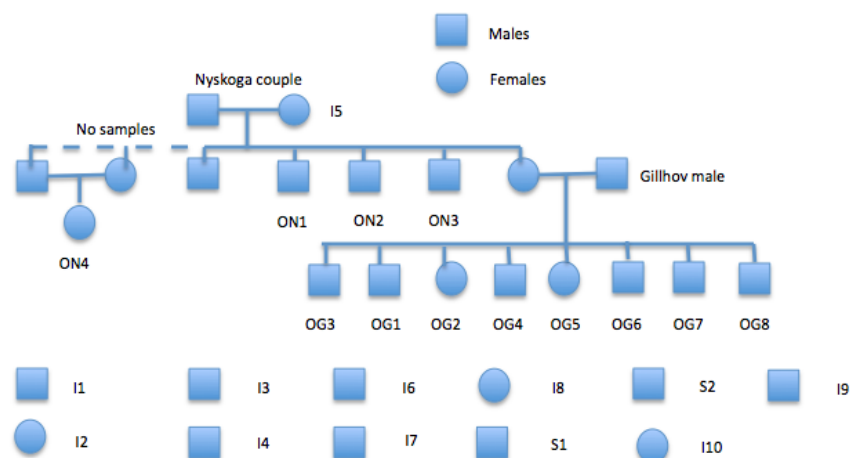 Males
Nyskoga couple
Females
I5
No samples
Gillhov male
ON1 ON2 ON3
ON4
OG3 OG1 OG2 OG4 OG5 OG6 OG7 OG8
I1 I3 I6 I8 S2 I9
I2 I4 I7 S1 I10